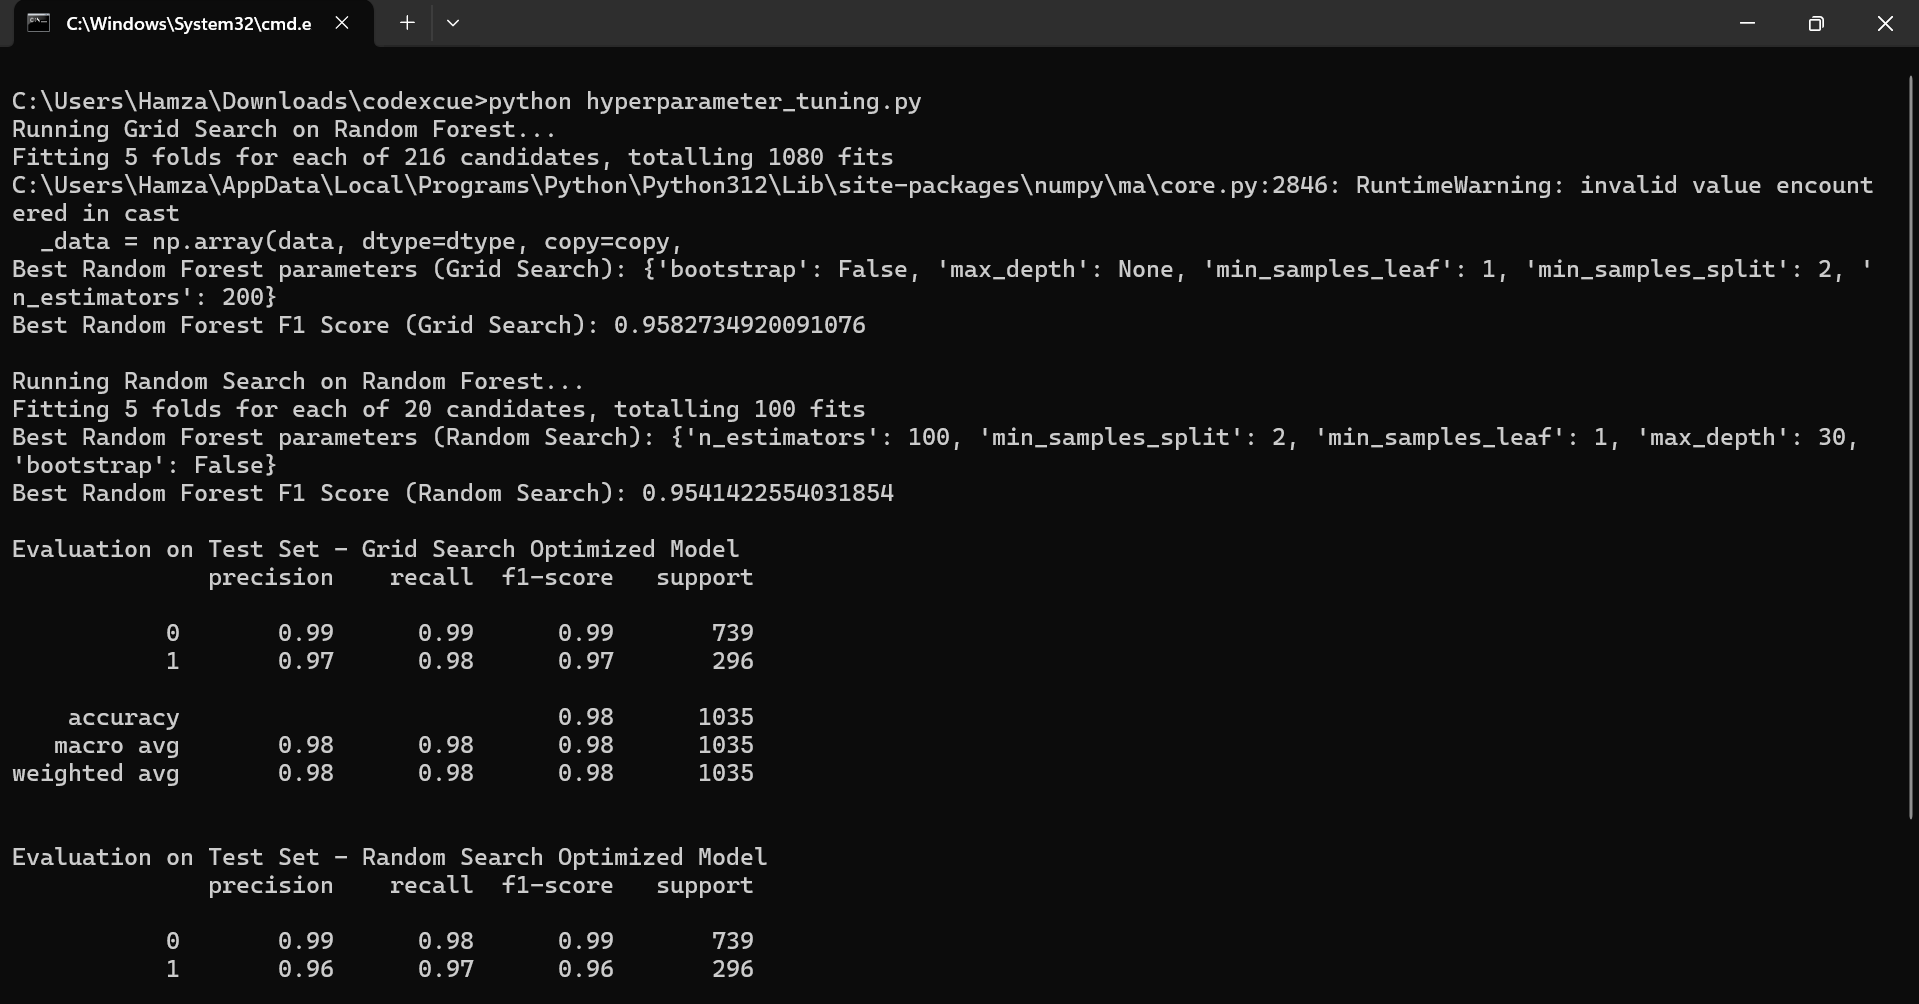 C:\Windows\System32\cmd.e
C:\Users\Hamza\Downloads\codexcue>python hyperparameter_tuning.py
Running Grid Search on Random Forest...
Fitting 5 folds for each of 216 candidates, totalling 1080 fits
C:\Users\Hamza\AppData\Local\Programs\Python\Python312\Lib\site-packages\numpy\ma\core.py:2846: RuntimeWarning: invalid value encount
ered in cast
  _data = np.array(data, dtype=dtype, copy=copy,
Best Random Forest parameters (Grid Search): {'bootstrap': False, 'max_depth': None, 'min_samples_leaf': 1, 'min_samples_split': 2, '
n_estimators': 200}
Best Random Forest F1 Score (Grid Search): 0.9582734920091076
Running Random Search on Random Forest...
Fitting 5 folds for each of 20 candidates, totalling 100 fits
Best Random Forest parameters (Random Search): {'n_estimators': 100, 'min_samples_split': 2, 'min_samples_leaf': 1, 'max_depth': 30,
'bootstrap': False}
Best Random Forest F1 Score (Random Search): 0.9541422554031854
Evaluation on Test Set - Grid Search Optimized Model
              precision    recall  f1-score   support
           0       0.99      0.99      0.99       739
           1       0.97      0.98      0.97       296
    accuracy                           0.98      1035
   macro avg       0.98      0.98      0.98      1035
weighted avg       0.98      0.98      0.98      1035
Evaluation on Test Set - Random Search Optimized Model
              precision    recall  f1-score   support
           0       0.99      0.98      0.99       739
           1       0.96      0.97      0.96       296